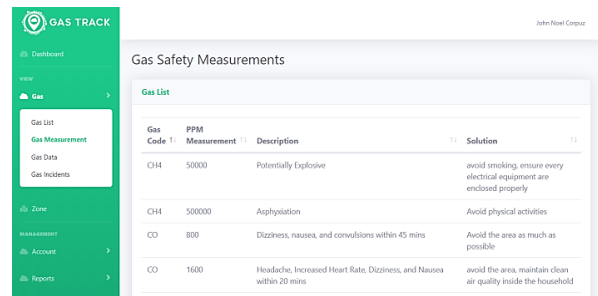 GAS TRACK
John Noel Corpuz
Dashboard
VIEW
Gas
Gas List
Gas Measurement
Gas Data
Gas Incidents
Zone
MANAGEMENT
Account
Reports
Gas Safety Measurements
Gas List
Gas Code PPM Measurement Description Solution
CH4 50000 Potentially Explosive avoid smoking, ensure every
electrical equipment are
enclosed properly
CH4 500000 Asphyxiation Avoid physical activities
CO 800 Dizziness, nausea, and convulsions within 45 mins Avoid the area as much as
possible
CO 1600 Headache, Increased Heart Rate, Dizziness, and Nausea avoid the area, maintain clean
within 20 mins air quality inside the household